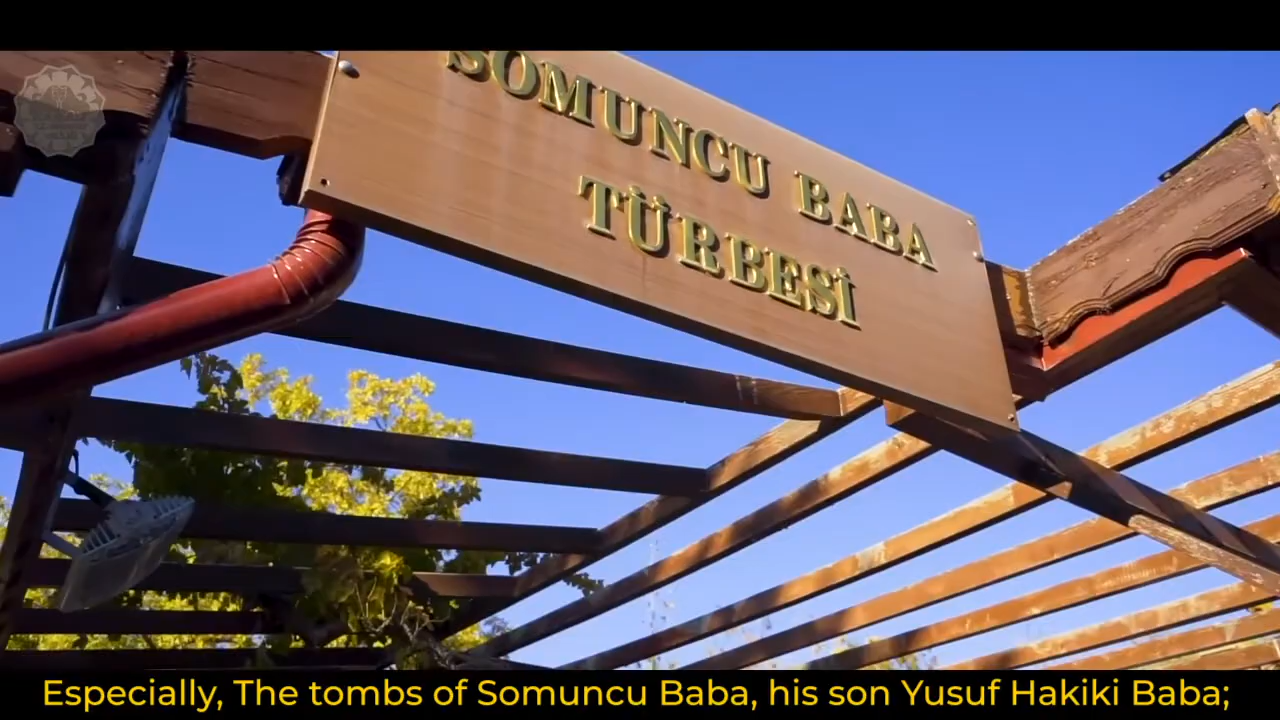 SOMUNCU BABA
TÜRBESİ
Especially, The tombs of Somuncu Baba, his son Yusuf Hakiki Baba;